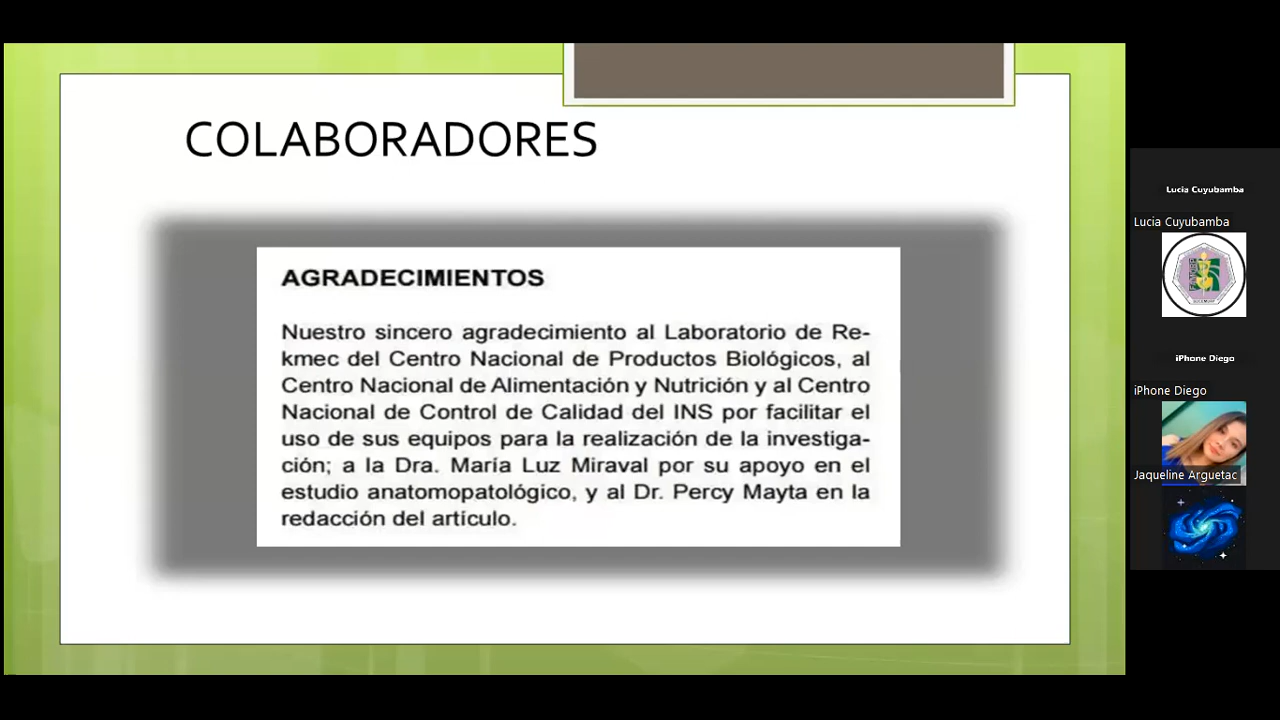 COLABORADORES
AGRADECIMIENTOS
Nuestro sincero agradecimiento al Laboratorio de Re-
kmec del Centro Nacional de Productos Biológicos, al
Centro Nacional de Alimentación y Nutrición y al Centro
Nacional de Control de Calidad del INS por facilitar el
uso de sus equipos para la realización de la investiga-
ción; a la Dra. María Luz Miraval por su apoyo en el
estudio anatomopatológico, y al Dr. Percy Mayta en la
redacción del artículo.
Lucia Cuyubamba
Lucia Cuyubamba
iPhone Diego
iPhone Diego
Jaqueline Arguetac